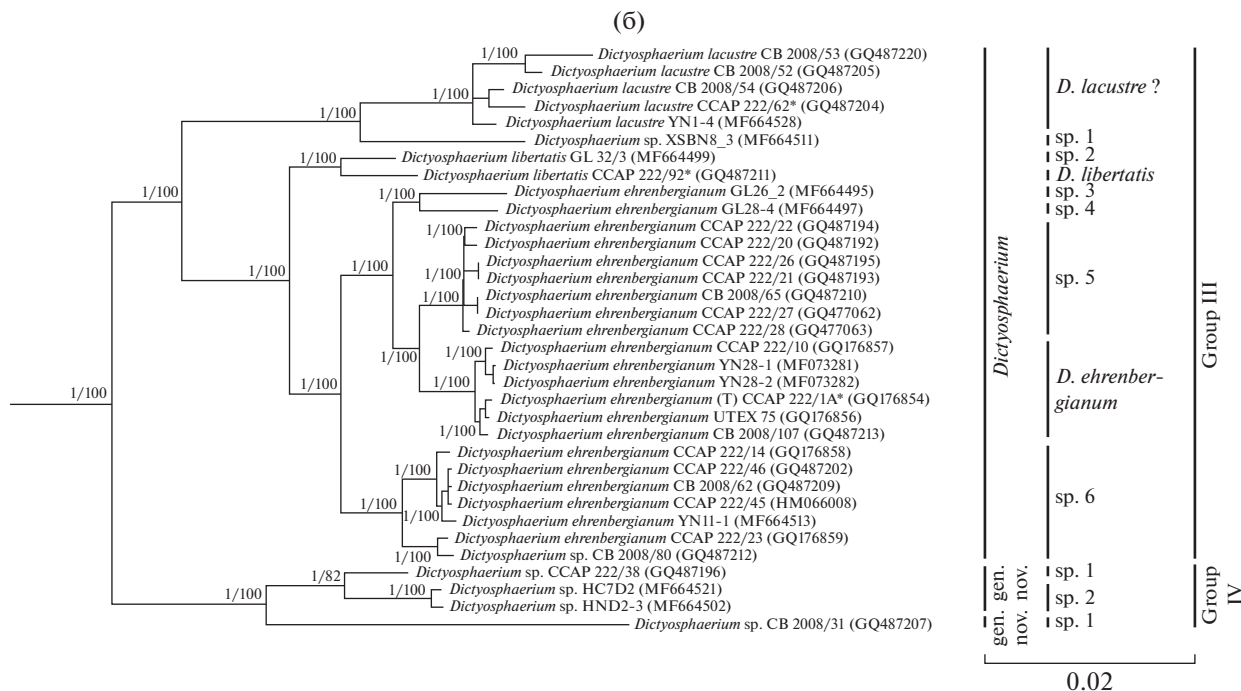 (б)
1/100
Dictyosphaerium lacustre CB 2008/53 (GQ487220)
Dictyosphaerium lacustre CB 2008/52 (GQ487205)
Dictyosphaerium lacustre CB 2008/54 (GQ487206)
1/100
Dictyosphaerium lacustre CCAP 222/62* (GQ487204)
Dictyosphaerium lacustre YN1-4 (MF664528)
D. lacustre ?
1/100
Dictyosphaerium sp. XSBN8_3 (MF664511)
sp. 1
1/100
Dictyosphaerium libertatis GL 32/3 (MF664499)
sp. 2
1/100
Dictyosphaerium libertatis CCAP 222/92* (GQ487211)
D. libertatis
Dictyosphaerium ehrenbergianum GL26_2 (MF664495)
sp. 3
1/100
Dictyosphaerium ehrenbergianum GL28-4 (MF664497)
sp. 4
1/100
Dictyosphaerium ehrenbergianum CCAP 222/22 (GQ487194)
Dictyosphaerium ehrenbergianum CCAP 222/20 (GQ487192)
1/100
1/100
1/100
Dictyosphaerium ehrenbergianum CCAP 222/26 (GQ487195)
Dictyosphaerium ehrenbergianum CCAP 222/21 (GQ487193)
sp. 5
Dictyosphaerium ehrenbergianum CB 2008/65 (GQ487210)
1/100
Dictyosphaerium ehrenbergianum CCAP 222/27 (GQ477062)
Dictyosphaerium ehrenbergianum CCAP 222/28 (GQ477063)
1/100
1/100
Dictyosphaerium ehrenbergianum CCAP 222/10 (GQ176857)
Dictyosphaerium ehrenbergianum YN28-1 (MF073281)
Dictyosphaerium ehrenbergianum YN28-2 (MF073282)
D. ehrenber-
gianum
1/100
1/100
1/100
Dictyosphaerium ehrenbergianum (T) CCAP 222/1A* (GQ176854)
Dictyosphaerium ehrenbergianum UTEX 75 (GQ176856)
1/100
Dictyosphaerium ehrenbergianum CB 2008/107 (GQ487213)
1/100
Dictyosphaerium ehrenbergianum CCAP 222/14 (GQ176858)
Dictyosphaerium ehrenbergianum CCAP 222/46 (GQ487202)
Dictyosphaerium ehrenbergianum CB 2008/62 (GQ487209)
sp. 6
1/100
Dictyosphaerium ehrenbergianum CCAP 222/45 (HM066008)
1/100
Dictyosphaerium ehrenbergianum YN11-1 (MF664513)
Dictyosphaerium ehrenbergianum CCAP 222/23 (GQ176859)
1/100
Dictyosphaerium sp. CB 2008/80 (GQ487212)
1/82
Dictyosphaerium sp. CCAP 222/38 (GQ487196)
sp. 1
1/100
1/100
Dictyosphaerium sp. HC7D2 (MF664521)
Dictyosphaerium sp. HND2-3 (MF664502)
sp. 2
Dictyosphaerium sp. CB 2008/31 (GQ487207)
sp. 1
Dictyosphaerium
gen.
nov.
gen.
nov.
Group III
Group
IV
0.02